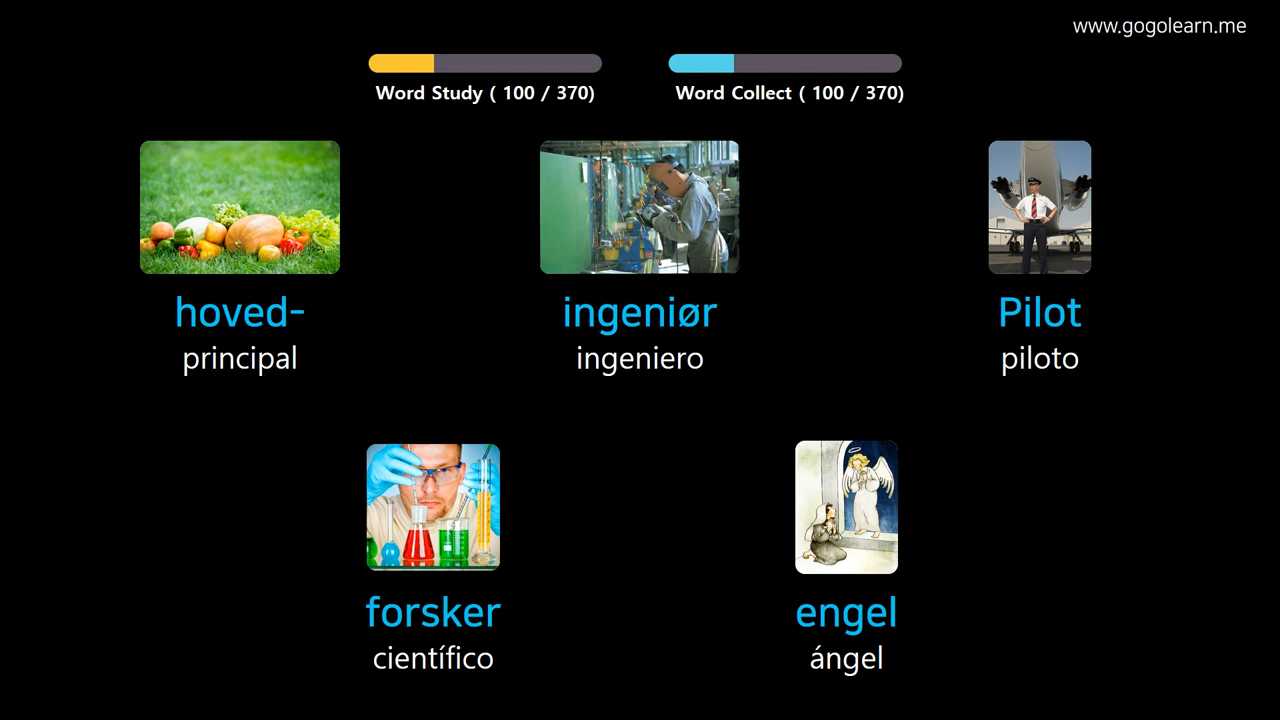 www.gogolearn.me
Word Study ( 100 / 370)
Word Collect ( 100 / 370)
hoved-
principal
ingeniør
ingeniero
Pilot
piloto
forsker
científico
engel
ángel